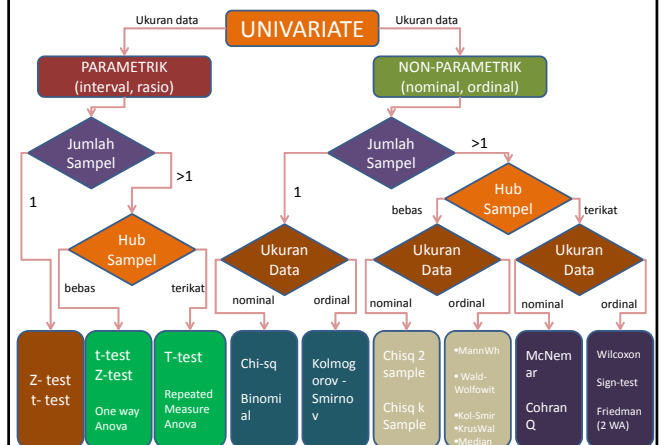 Ukuran data
UNIVARIATE
Ukuran data
PARAMETRIK
(interval, rasio)
NON-PARAMETRIK
(nominal, ordinal)
Jumlah
Sampel
Jumlah
Sampel
>1
>1
1
1
Hub
Sampel
bebas
terikat
Hub
Sampel
Ukuran
Data
Ukuran
Data
Ukuran
Data
bebas
terikat
nominal
ordinal
nominal
ordinal
nominal
ordinal
Z- test
t- test
t-test
Z-test
One way
Anova
T-test
Repeated
Measure
Anova
Chi-sq
Binomi
al
Kolmog
orov -
Smirno
v
Chisq 2
sample
Chisq k
Sample
•MannWh
• Wald-
Wolfowit
•Kol-Smir
•KrusWal
•Median
McNem
ar
Cohran
Q
Wilcoxon
Sign-test
Friedman
(2 WA)